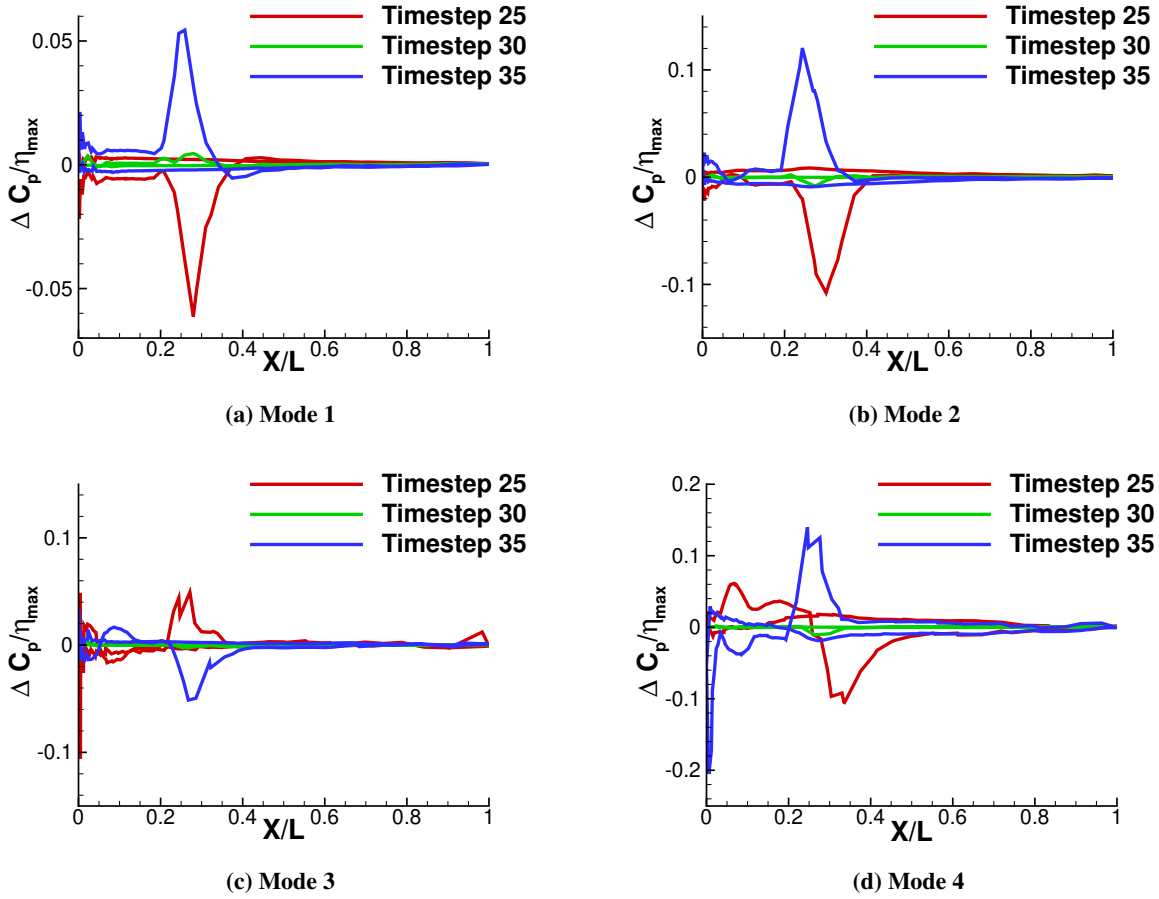 Timestep 25
Timestep 30
Timestep 35
0.05
0
-0.05
Δ Cp/ηmax
0 0.2 0.4 0.6 0.8 1
X/L
(a) Mode 1
Timestep 25
Timestep 30
Timestep 35
0.1
0
-0.1
Δ Cp/ηmax
0 0.2 0.4 0.6 0.8 1
X/L
(b) Mode 2
Timestep 25
Timestep 30
Timestep 35
0.1
0
-0.1
Δ Cp/ηmax
0 0.2 0.4 0.6 0.8 1
X/L
(c) Mode 3
Timestep 25
Timestep 30
Timestep 35
0.2
0.1
0
-0.1
-0.2
Δ Cp/ηmax
0 0.2 0.4 0.6 0.8 1
X/L
(d) Mode 4